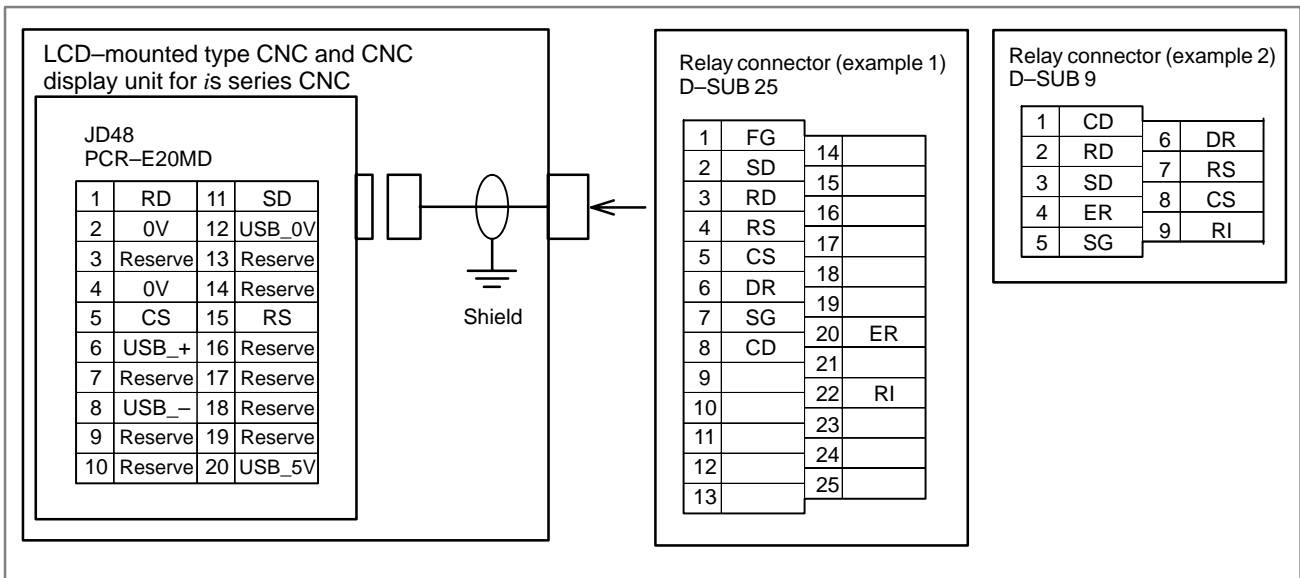 LCD–mounted type CNC and CNC
display unit for is series CNC
JD48
PCR–E20MD
1 RD 11 SD
2 0V 12 USB_0V
3 Reserve 13 Reserve
4 0V 14 Reserve
5 CS 15 RS
6 USB_+ 16 Reserve
7 Reserve 17 Reserve
8 USB_– 18 Reserve
9 Reserve 19 Reserve
10 Reserve 20 USB_5V
Shield
Relay connector (example 1)
D–SUB 25
1 FG
2 SD
3 RD
4 RS
5 CS
6 DR
7 SG
8 CD
9
10
11
12
13
14
15
16
17
18
19
20 ER
21
22 RI
23
24
25
Relay connector (example 2)
D–SUB 9
1 CD
2 RD
3 SD
4 ER
5 SG
6 DR
7 RS
8 CS
9 RI